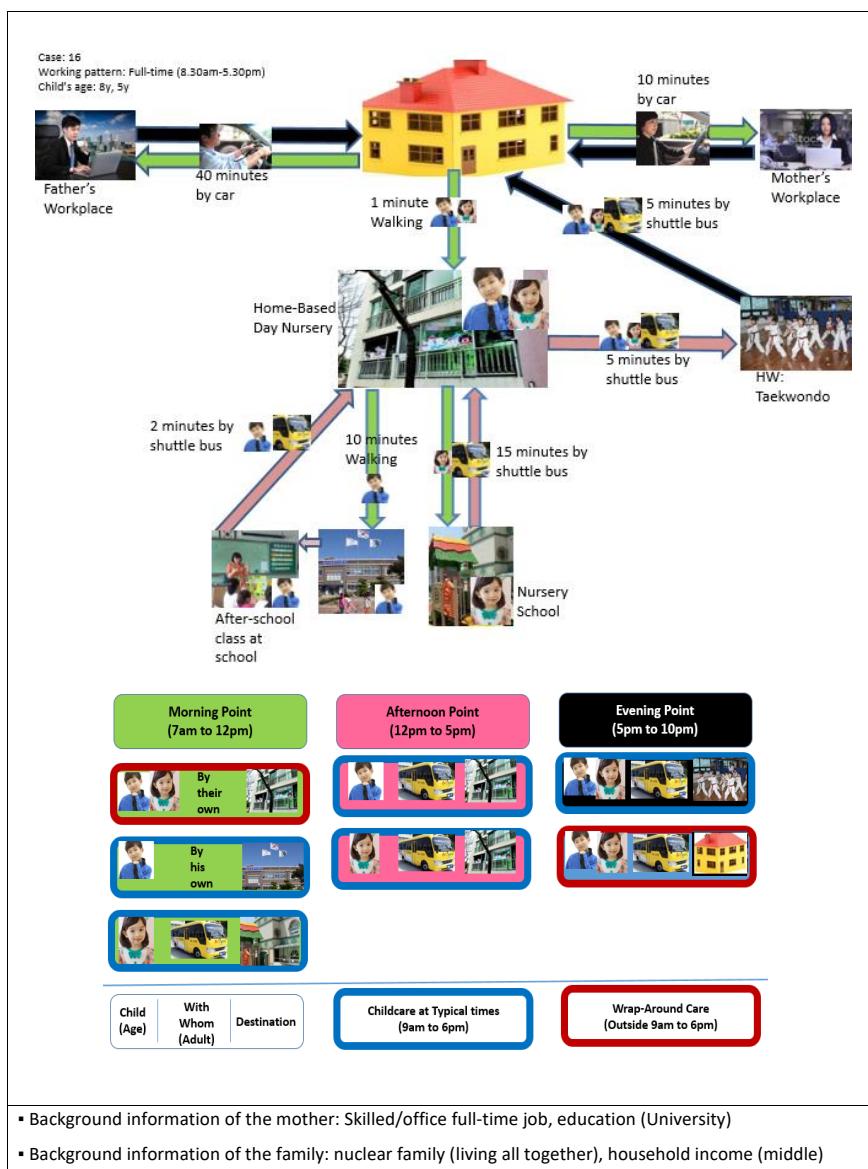 Case: 16
Working pattern: Full-time (8.30am-5.30pm)
Child's age: 8y, 5y
10 minutes
by car
Father's
Workplace
40 minutes
by car
Mother's
Workplace
1 minute
Walking
5 minutes
by shuttle
bus
Home-Based
Day Nursery
5 minutes by
shuttle bus
HW:
Taekwondo
2 minutes by
shuttle bus
10 minutes
Walking
15 minutes by
shuttle bus
After-school
class at
school
Nursery
School
Morning Point
(7am to 12pm)
Afternoon Point
(12pm to 5pm)
Evening Point
(5pm to 10pm)
By
their
own
By
his
own
Child
(Age)
With
Whom
(Adult)
Destination
Childcare at Typical times
(9am to 6pm)
Wrap-Around Care
(Outside 9am to 6pm)
▪ Background information of the mother: Skilled/office full-time job, education (University)
▪ Background information of the family: nuclear family (living all together), household income (middle)